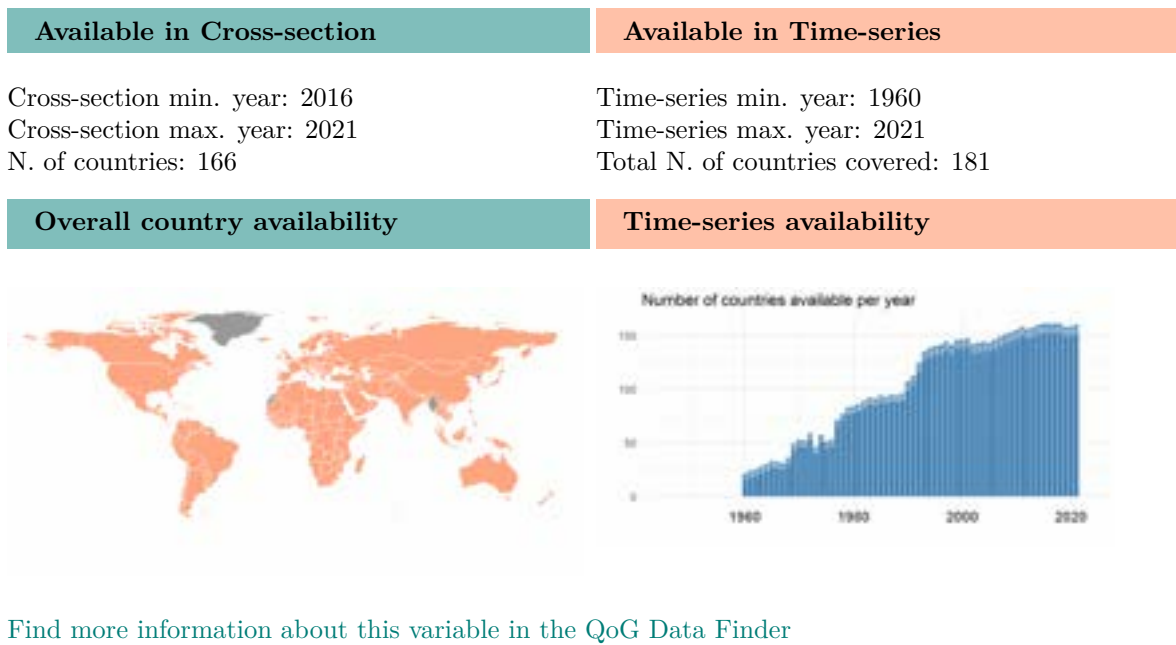 Available in Cross-section
Available in Time-series
Cross-section min. year: 2016
Cross-section max. year: 2021
N. of countries: 166
Time-series min. year: 1960
Time-series max. year: 2021
Total N. of countries covered: 181
Overall country availability
Time-series availability
Number of countries available per year
150
100
50
0
1960
1980
2000
2020
Find more information about this variable in the QoG Data Finder